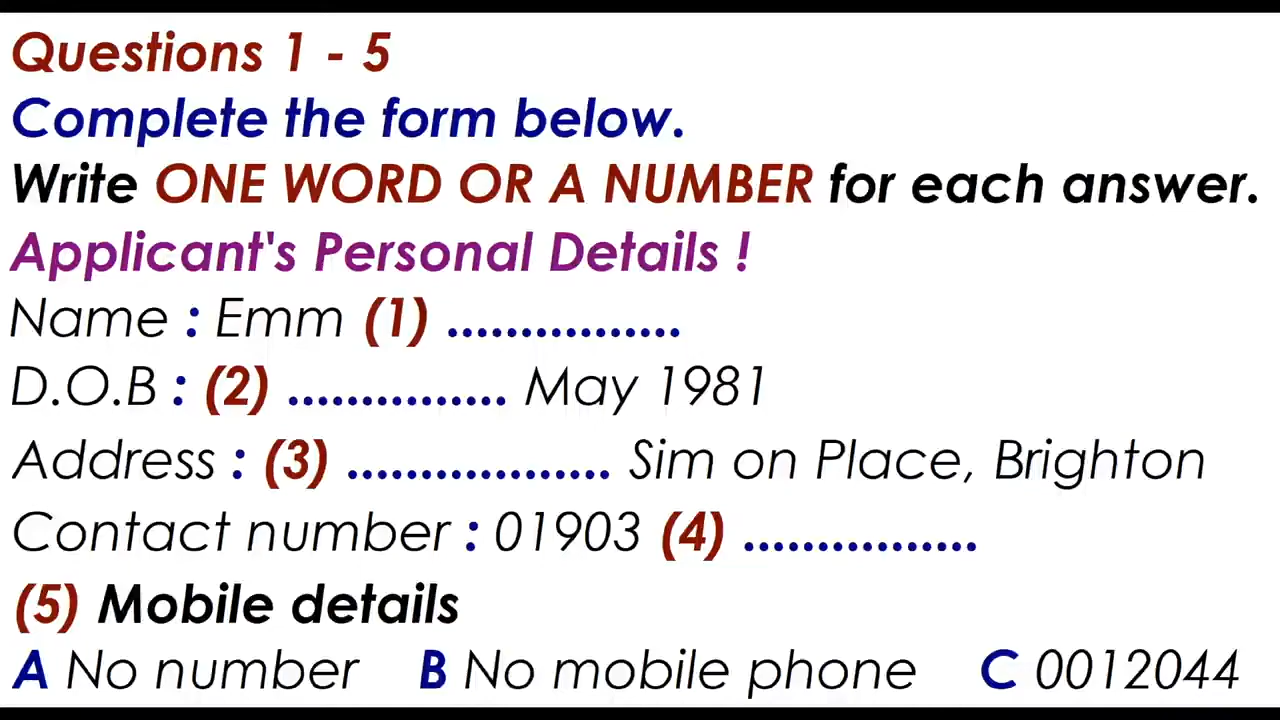 Questions 1 - 5
Complete the form below.
Write ONE WORD OR A NUMBER for each answer.
Applicant's Personal Details !
Name : Emm (1) ................
D.O.B : (2) ............... May 1981
Address : (3) .................. Sim on Place, Brighton
Contact number : 01903 (4) ................
(5) Mobile details
A No number B No mobile phone C 0012044